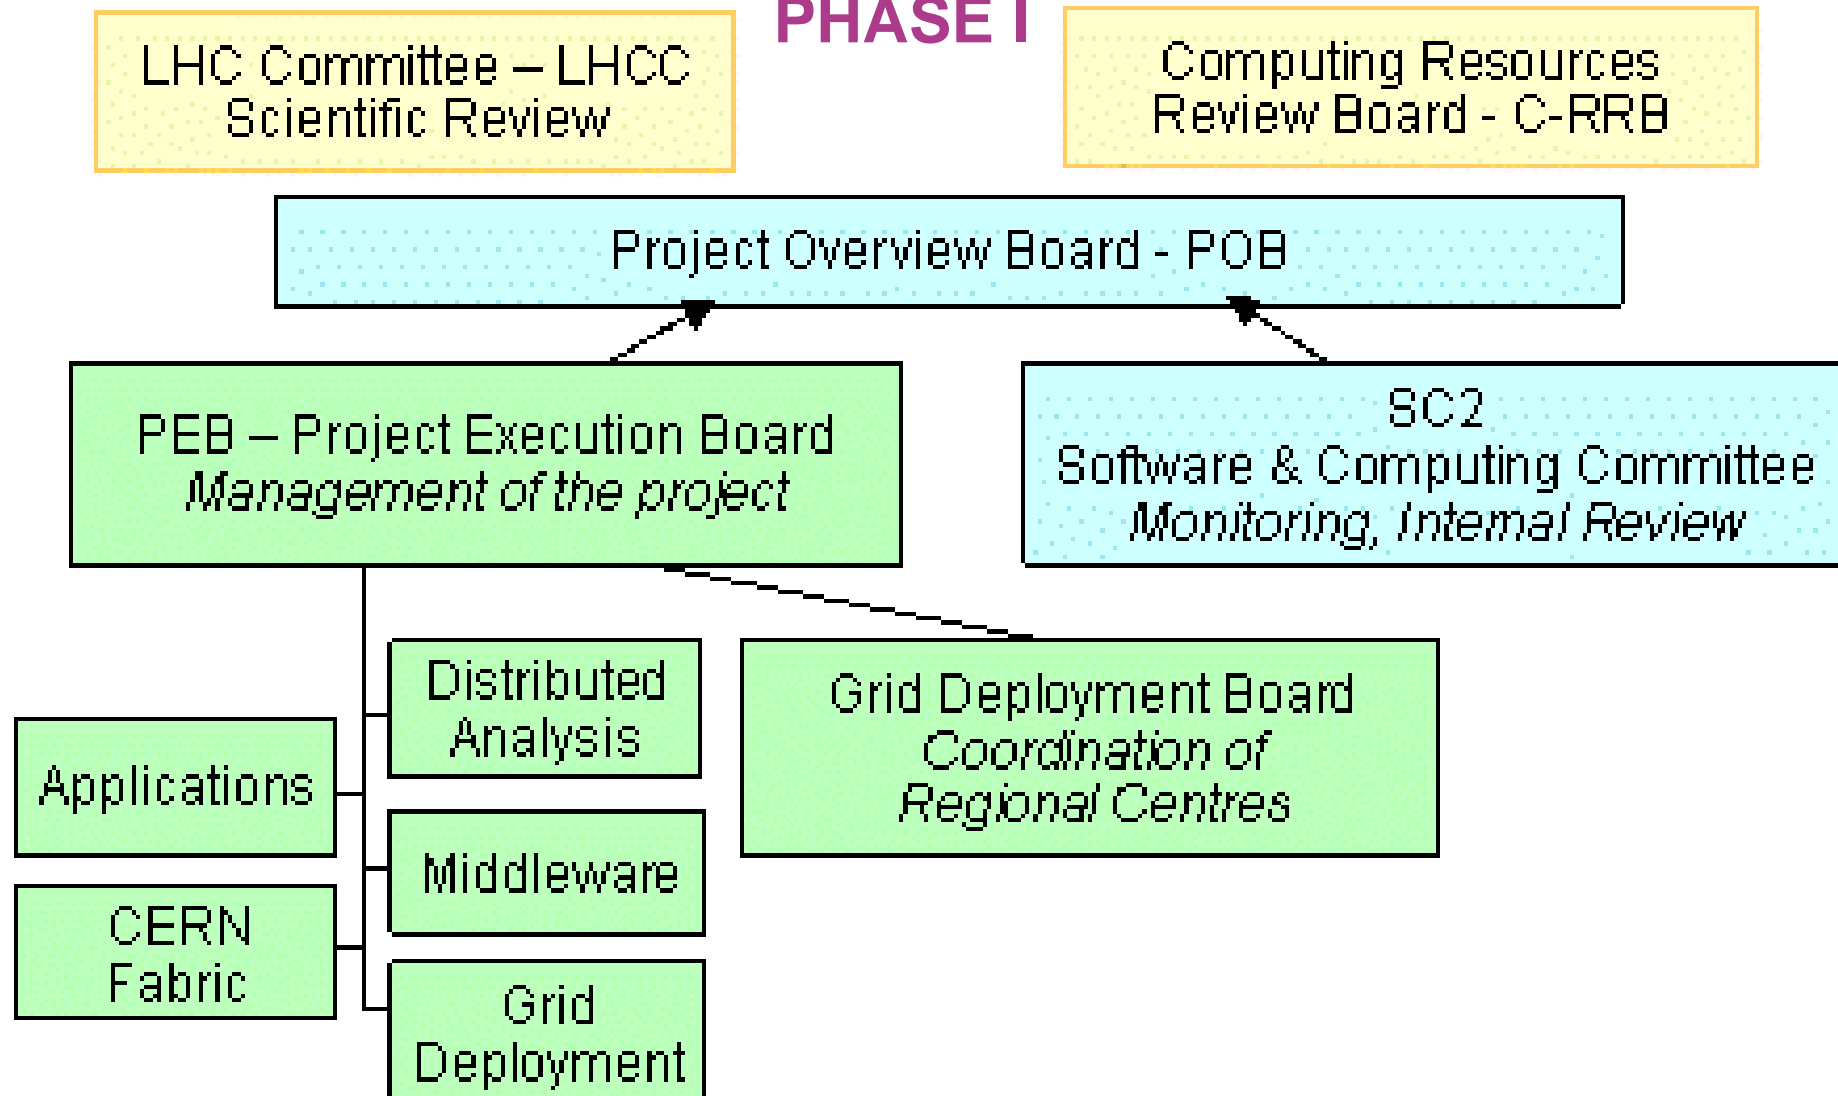 PHASE I
LHC Committee – LHCC
Scientific Review
Computing Resources
Review Board - C-RRB
Project Overview Board - POB
PEB – Project Execution Board
Management of the project
SC2
Software & Computing Committee
Monitoring, Internal Review
Distributed
Analysis
Grid Deployment Board
Coordination of
Regional Centres
Applications
Middleware
CERN
Fabric
Grid
Deployment